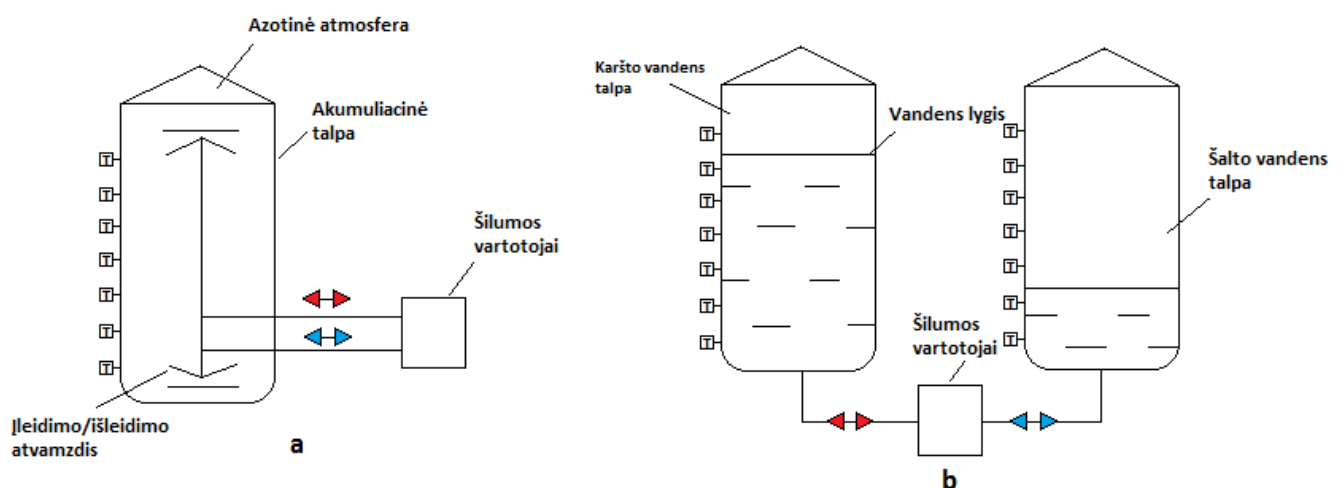 Azotinė atmosfera
Akumuliacinė
talpa
T
T
T
T
T
T
T
Šilumos
vartotojai
Įleidimo/išleidimo
atvamzdis
a
Karšto vandens
talpa
Vandens lygis
Šalto vandens
talpa
T
T
T
T
T
T
T
T
T
T
T
T
T
T
Šilumos
vartotojai
b